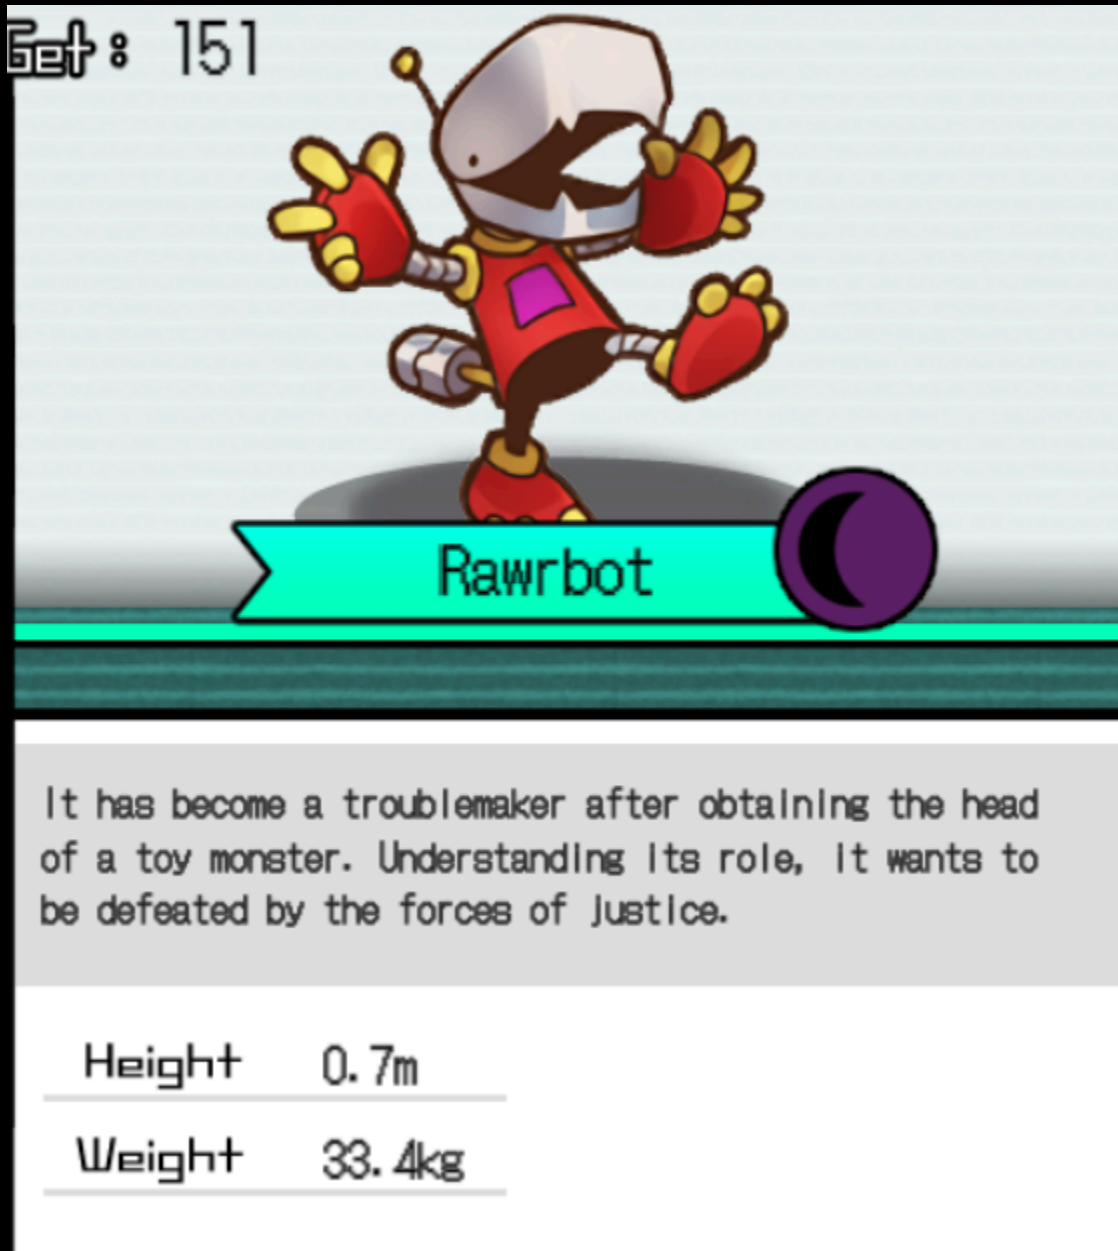 Get: 151
Rawrbot
It has become a troublemaker after obtaining the head
of a toy monster. Understanding its role, it wants to
be defeated by the forces of justice.
Height 0.7m
Weight 33.4kg